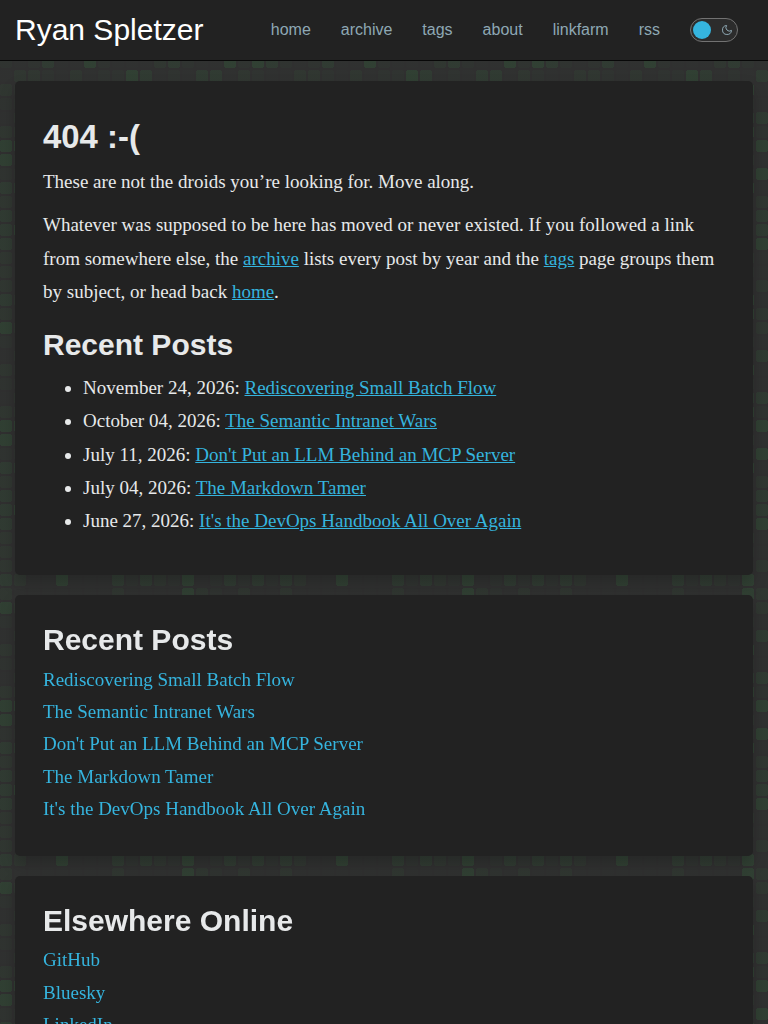 Ryan Spletzer
home archive tags about linkfarm rss
404 :-(
These are not the droids you’re looking for. Move along.
Whatever was supposed to be here has moved or never existed. If you followed a link
from somewhere else, the archive lists every post by year and the tags page groups them
by subject, or head back home.
Recent Posts
November 24, 2026: Rediscovering Small Batch Flow
October 04, 2026: The Semantic Intranet Wars
July 11, 2026: Don't Put an LLM Behind an MCP Server
July 04, 2026: The Markdown Tamer
June 27, 2026: It's the DevOps Handbook All Over Again
Recent Posts
Rediscovering Small Batch Flow
The Semantic Intranet Wars
Don't Put an LLM Behind an MCP Server
The Markdown Tamer
It's the DevOps Handbook All Over Again
Elsewhere Online
GitHub
Bluesky
LinkedIn